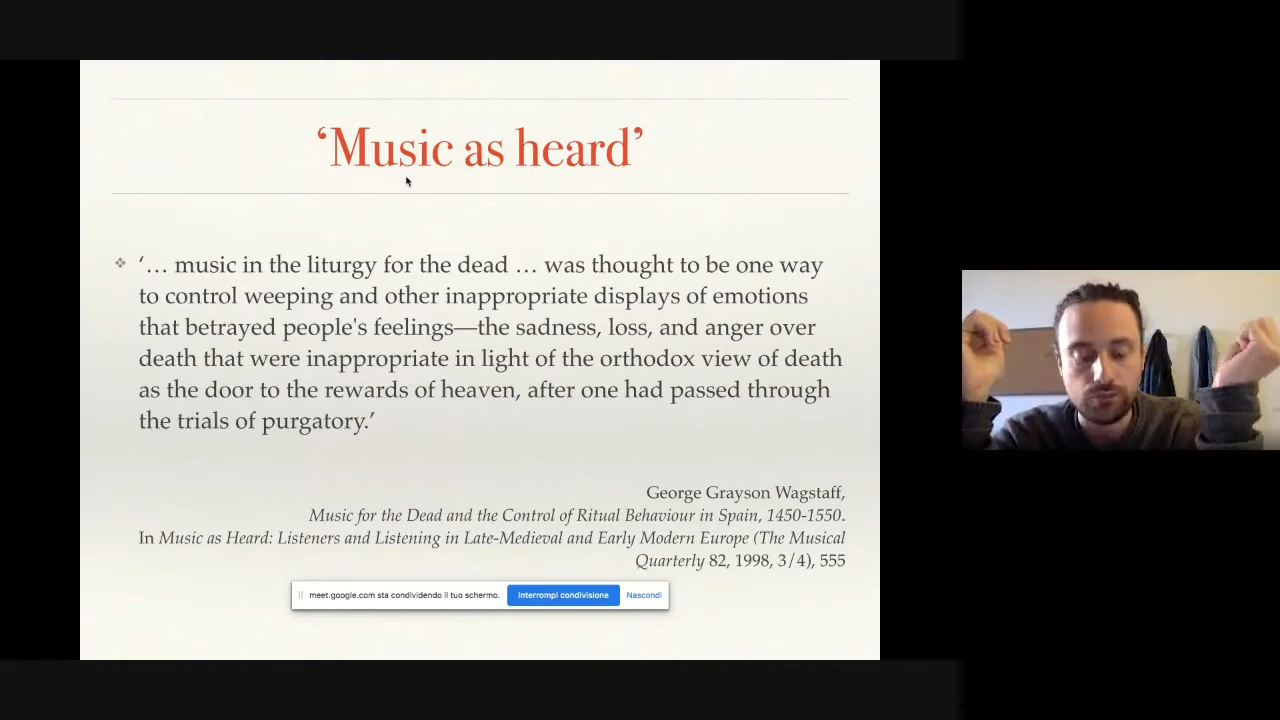 ‘Music as heard’
‘… music in the liturgy for the dead … was thought to be one way
to control weeping and other inappropriate displays of emotions
that betrayed people's feelings—the sadness, loss, and anger over
death that were inappropriate in light of the orthodox view of death
as the door to the rewards of heaven, after one had passed through
the trials of purgatory.’
George Grayson Wagstaff,
Music for the Dead and the Control of Ritual Behaviour in Spain, 1450-1550.
In Music as Heard: Listeners and Listening in Late-Medieval and Early Modern Europe (The Musical
Quarterly 82, 1998, 3/4), 555
meet.google.com sta condividendo il tuo schermo. Interrompi condivisione Nascondi